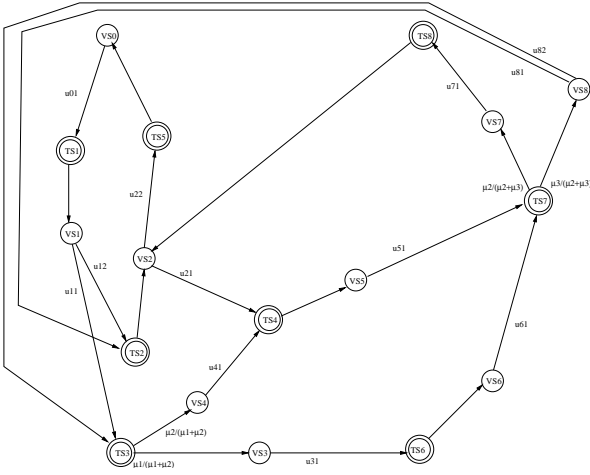 VS0
TS8
u82
u81
VS8
u71
u01
VS7
TS5
TS1
μ2/(μ2+μ3)
μ3/(μ2+μ3)
u22
TS7
VS1
u51
u12
VS2
u21
u11
VS5
TS4
u61
TS2
u41
VS6
VS4
μ2/(μ1+μ2)
TS3
VS3
TS6
μ1/(μ1+μ2)
u31